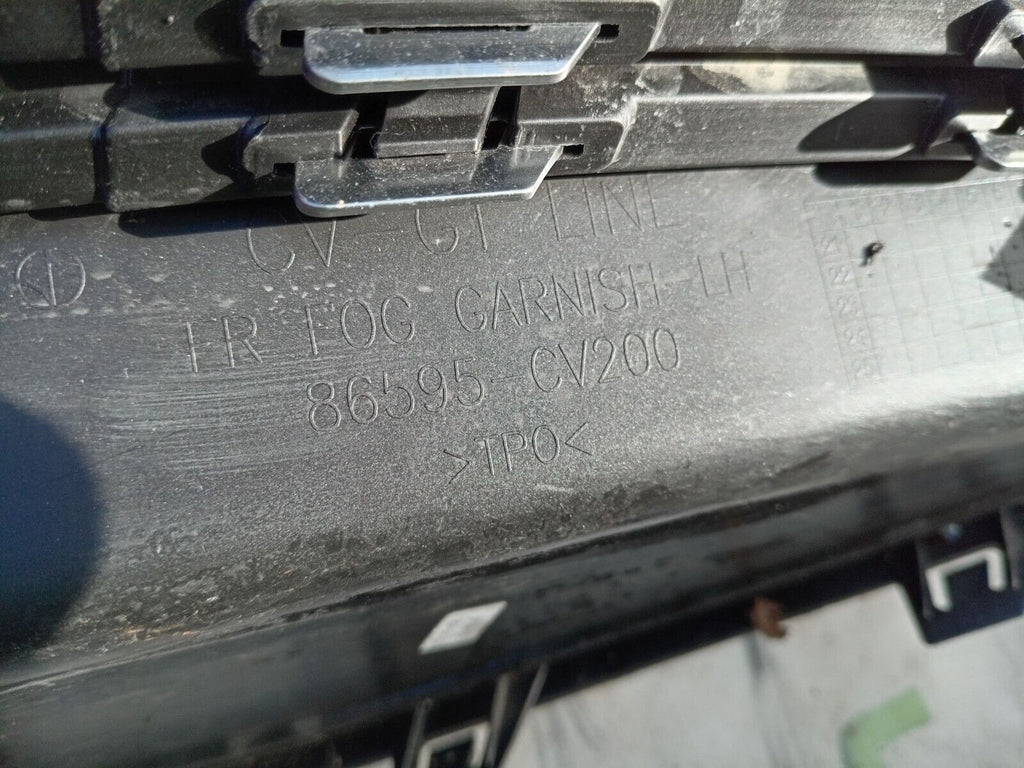 CV-GT LINE
FR FOG GARNISH-LH
86595-CV200
>TPO<